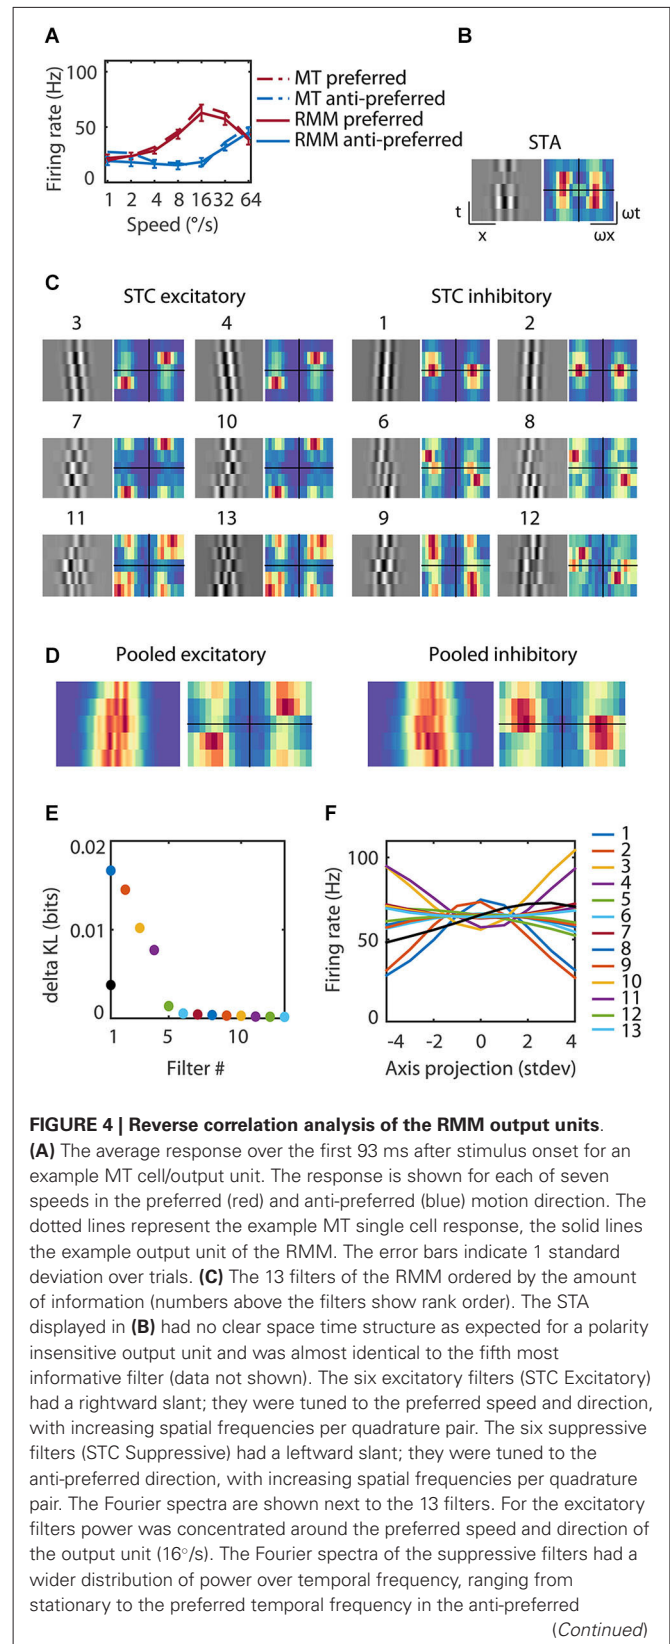 A
B
100
50
0
Firing rate (Hz)
1 2 4 8 16 32 64
Speed (°/s)
MT preferred
MT anti-preferred
RMM preferred
RMM anti-preferred
STA
t
x
ωt
ωx
C
STC excitatory
STC inhibitory
3 4 1 2
7 10 6 8
11 13 9 12
D
Pooled excitatory
Pooled inhibitory
E
0.02
0.01
0
delta KL (bits)
1 5 10
Filter #
F
100
50
0
Firing rate (Hz)
-4 -2 0 2 4
Axis projection (stdev)
1
2
3
4
5
6
7
8
9
10
11
12
13
FIGURE 4 | Reverse correlation analysis of the RMM output units.
(A) The average response over the first 93 ms after stimulus onset for an
example MT cell/output unit. The response is shown for each of seven
speeds in the preferred (red) and anti-preferred (blue) motion direction. The
dotted lines represent the example MT single cell response, the solid lines
the example output unit of the RMM. The error bars indicate 1 standard
deviation over trials. (C) The 13 filters of the RMM ordered by the amount
of information (numbers above the filters show rank order). The STA
displayed in (B) had no clear space time structure as expected for a polarity
insensitive output unit and was almost identical to the fifth most
informative filter (data not shown). The six excitatory filters (STC Excitatory)
had a rightward slant; they were tuned to the preferred speed and direction,
with increasing spatial frequencies per quadrature pair. The six suppressive
filters (STC Suppressive) had a leftward slant; they were tuned to the
anti-preferred direction, with increasing spatial frequencies per quadrature
pair. The Fourier spectra are shown next to the 13 filters. For the excitatory
filters power was concentrated around the preferred speed and direction of
the output unit (16°/s). The Fourier spectra of the suppressive filters had a
wider distribution of power over temporal frequency, ranging from
stationary to the preferred temporal frequency in the anti-preferred
(Continued)